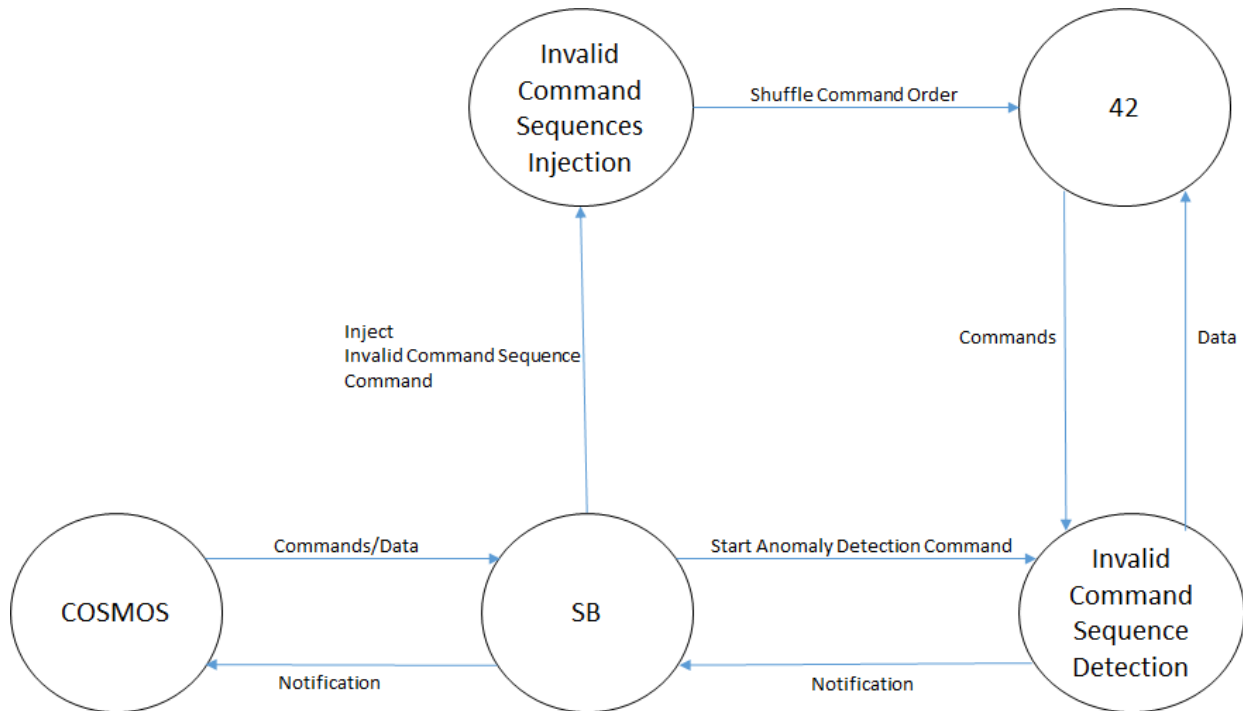 Invalid
Command
Sequences
Injection
Shuffle Command Order
42
Inject
Invalid Command Sequence
Command
Commands
Data
COSMOS
Commands/Data
SB
Start Anomaly Detection Command
Invalid
Command
Sequence
Detection
Notification
Notification